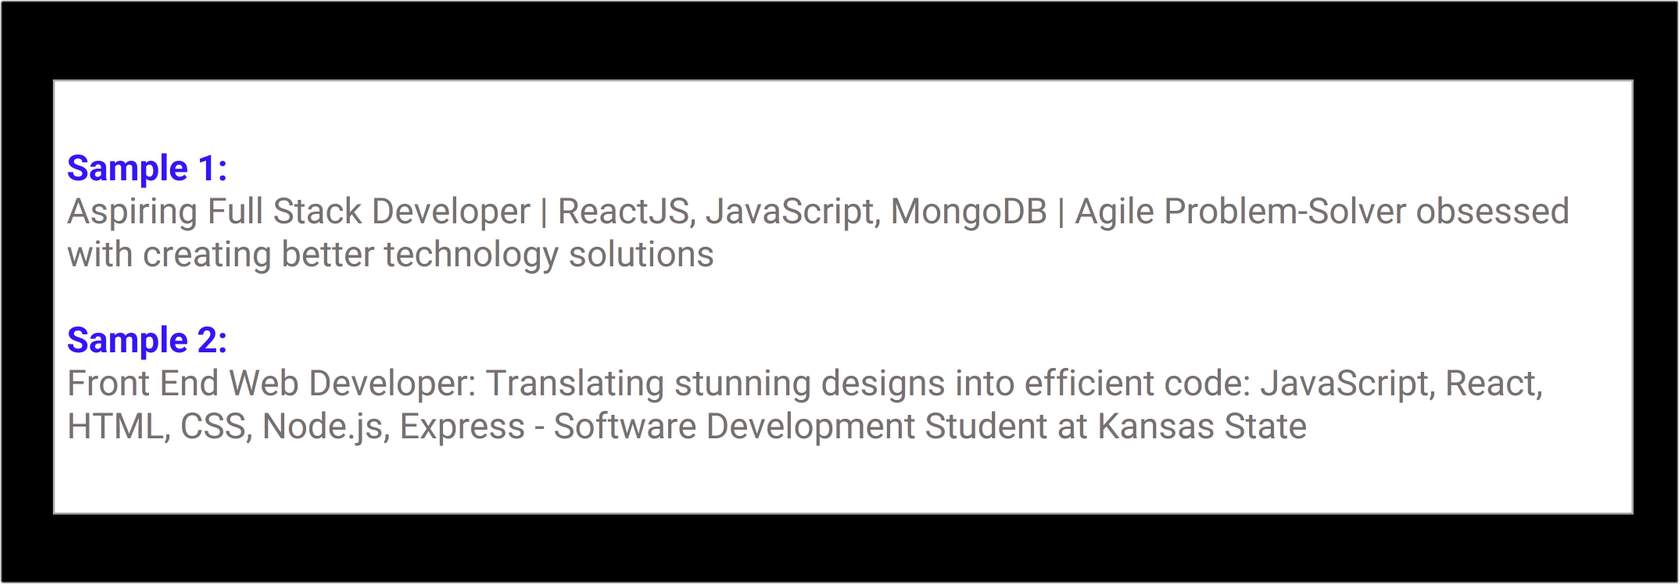 Sample 1:
Aspiring Full Stack Developer | ReactJS, JavaScript, MongoDB | Agile Problem-Solver obsessed
with creating better technology solutions
Sample 2:
Front End Web Developer: Translating stunning designs into efficient code: JavaScript, React,
HTML, CSS, Node.js, Express - Software Development Student at Kansas State